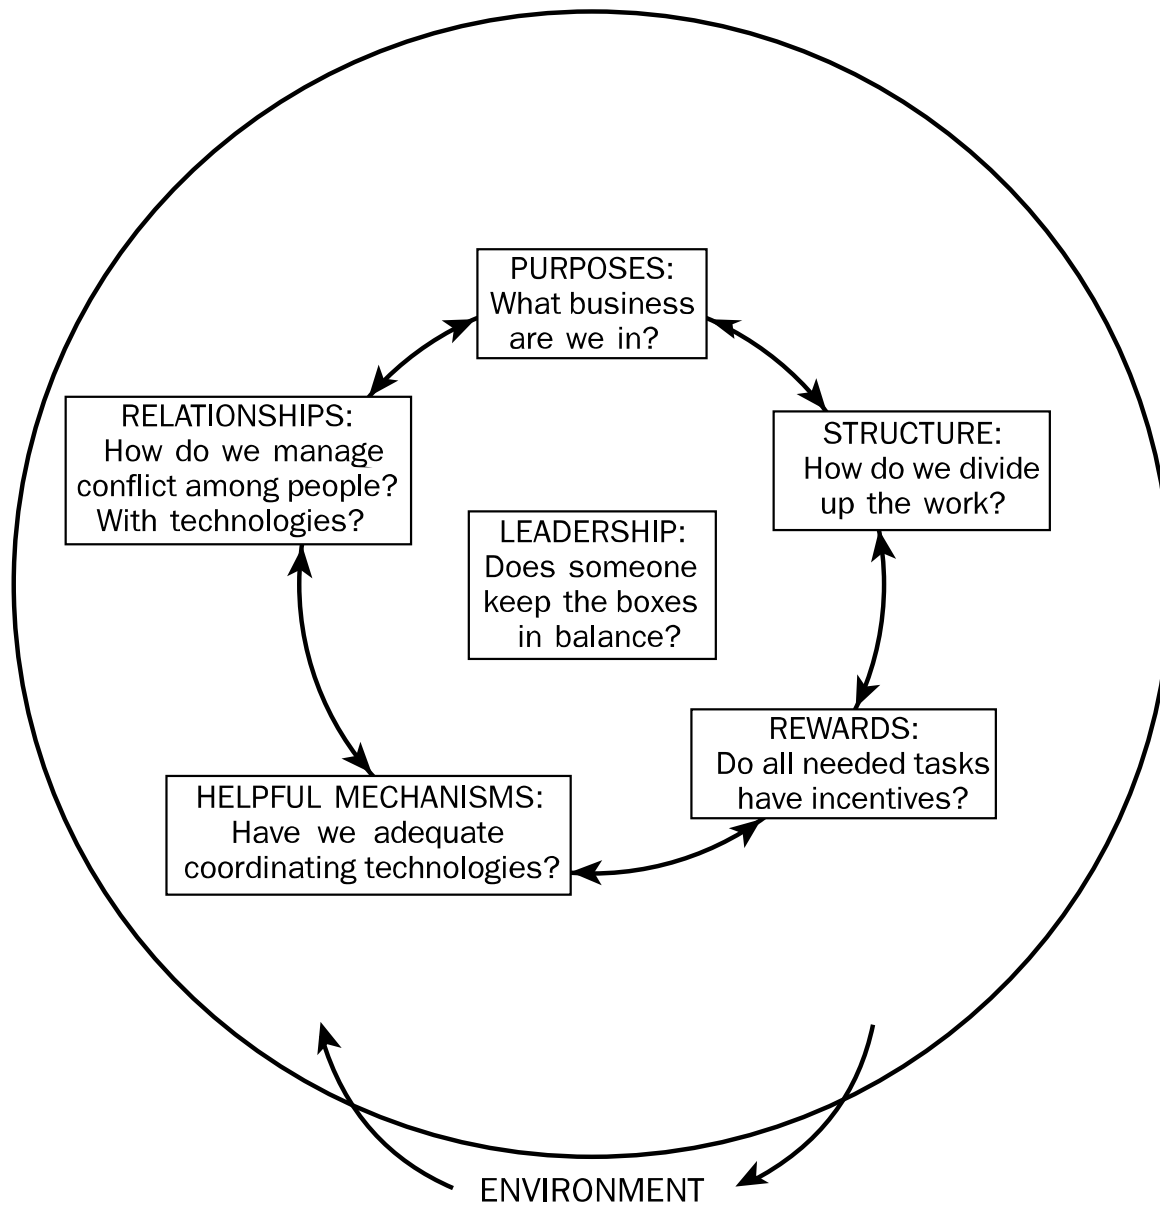 PURPOSES:
What business
are we in?
RELATIONSHIPS:
How do we manage
conflict among people?
With technologies?
STRUCTURE:
How do we divide
up the work?
LEADERSHIP:
Does someone
keep the boxes
in balance?
REWARDS:
Do all needed tasks
have incentives?
HELPFUL MECHANISMS:
Have we adequate
coordinating technologies?
ENVIRONMENT